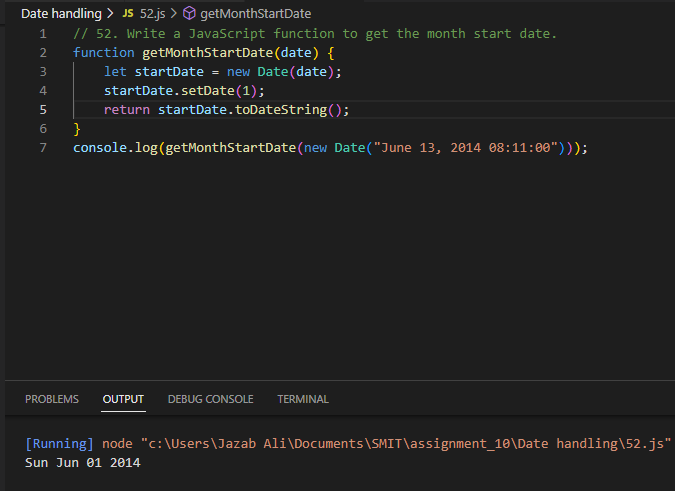 Date handling > JS 52.js > getMonthStartDate
1 // 52. Write a JavaScript function to get the month start date.
2 function getMonthStartDate(date) {
3 let startDate = new Date(date);
4 startDate.setDate(1);
5 return startDate.toDateString();
6 }
7 console.log(getMonthStartDate(new Date("June 13, 2014 08:11:00")));
PROBLEMS OUTPUT DEBUG CONSOLE TERMINAL
[Running] node "c:\Users\Jazab Ali\Documents\SMIT\assignment_10\Date handling\52.js"
Sun Jun 01 2014